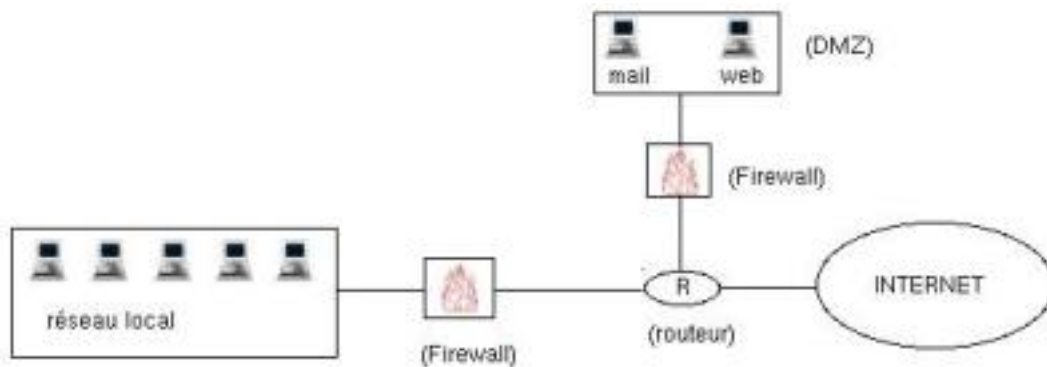 (DMZ)
mail
web
(Firewall)
réseau local
(Firewall)
R
(routeur)
INTERNET